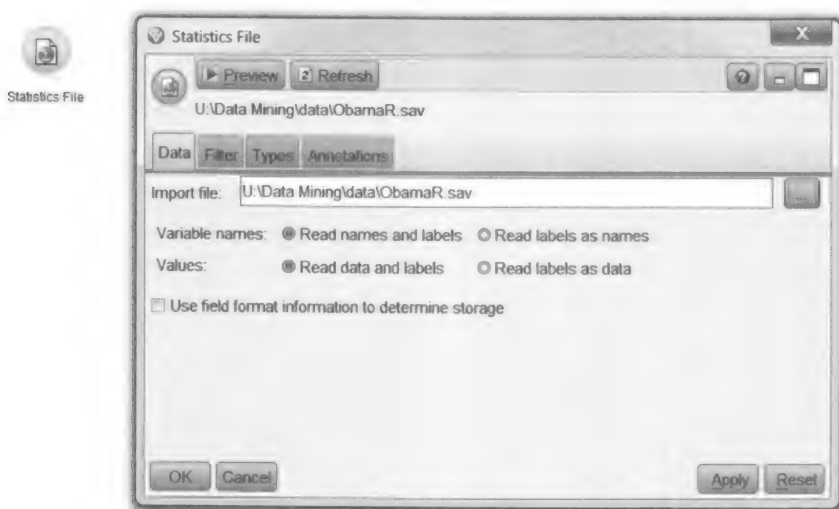 Statistics File
Statistics File
Preview Refresh
U:\Data Mining\data\ObamaR.sav
Data Filter Types Annotations
Import file: U:\Data Mining\data\ObamaR.sav ...
Variable names: Read names and labels Read labels as names
Values: Read data and labels Read labels as data
Use field format information to determine storage
OK Cancel Apply Reset